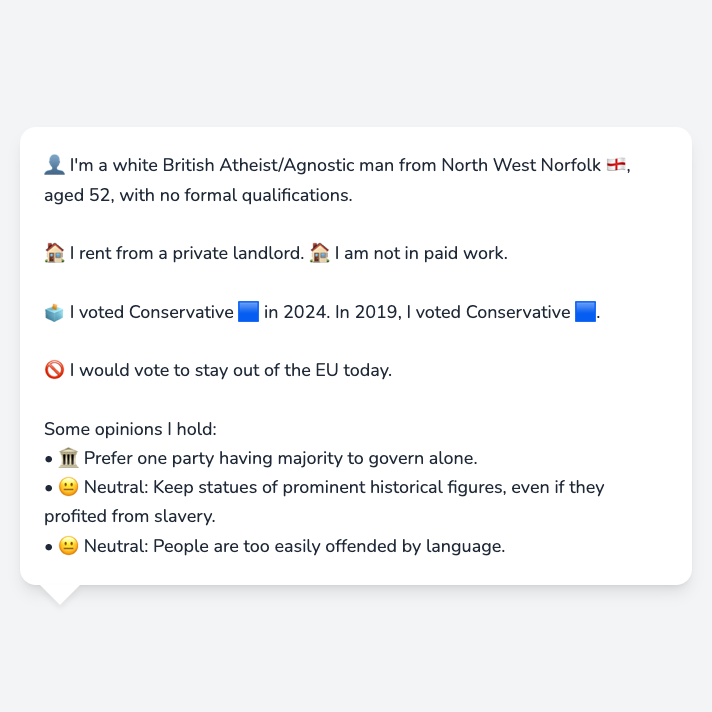 👤 I'm a white British Atheist/Agnostic man from North West Norfolk 🏴󠁧󠁢󠁥󠁮󠁧󠁿,
aged 52, with no formal qualifications.
🏠 I rent from a private landlord. 🏠 I am not in paid work.
🗳️ I voted Conservative 🟦 in 2024. In 2019, I voted Conservative 🟦.
🚫 I would vote to stay out of the EU today.
Some opinions I hold:
• 🏛️ Prefer one party having majority to govern alone.
• 😐 Neutral: Keep statues of prominent historical figures, even if they
profited from slavery.
• 😐 Neutral: People are too easily offended by language.